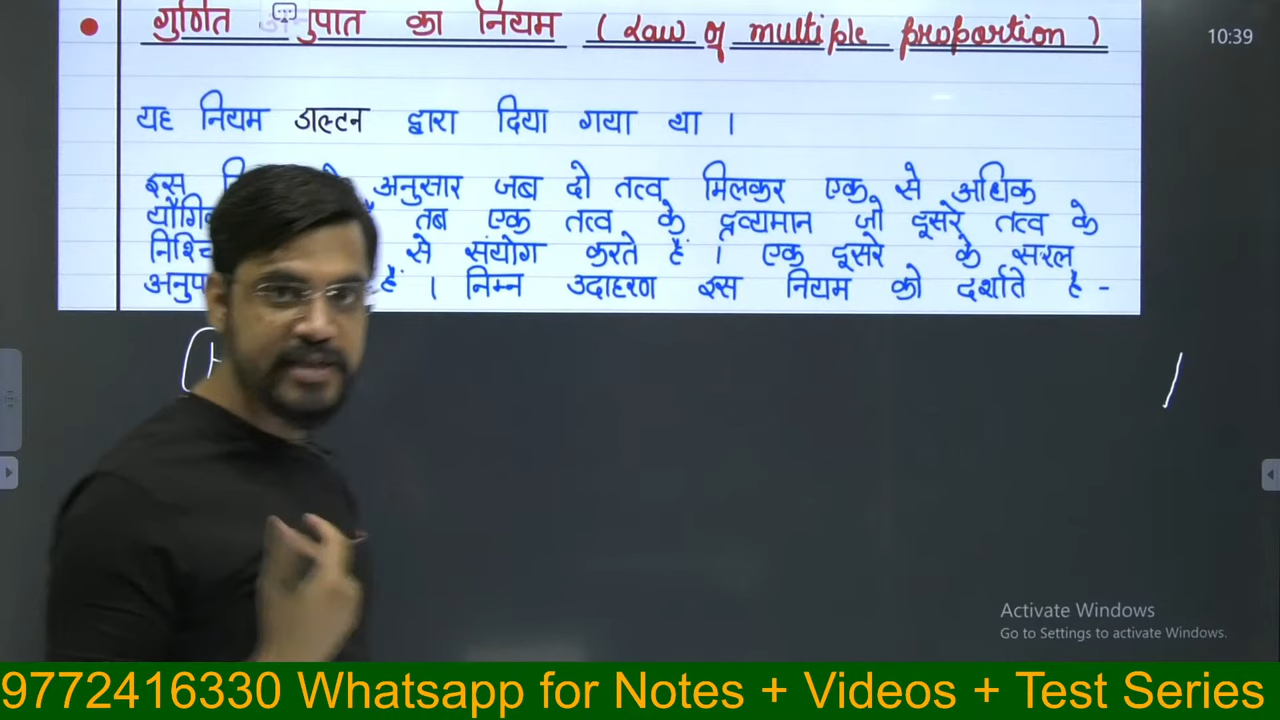 गुणित नुपात का नियम ( Law of multiple proportion )
10:39
यह नियम डाल्टन द्वारा दिया गया था ।
इस अनुसार जब दो तत्व मिलकर एक से अधिक
तब एक तत्व के द्रव्यमान जो दूसरे तत्व के
से संयोग करते हैं । एक दूसरे के सरल
हैं । निम्न उदाहरण इस नियम को दर्शाते है -
Activate Windows
Go to Settings to activate Windows.
9772416330 Whatsapp for Notes + Videos + Test Series